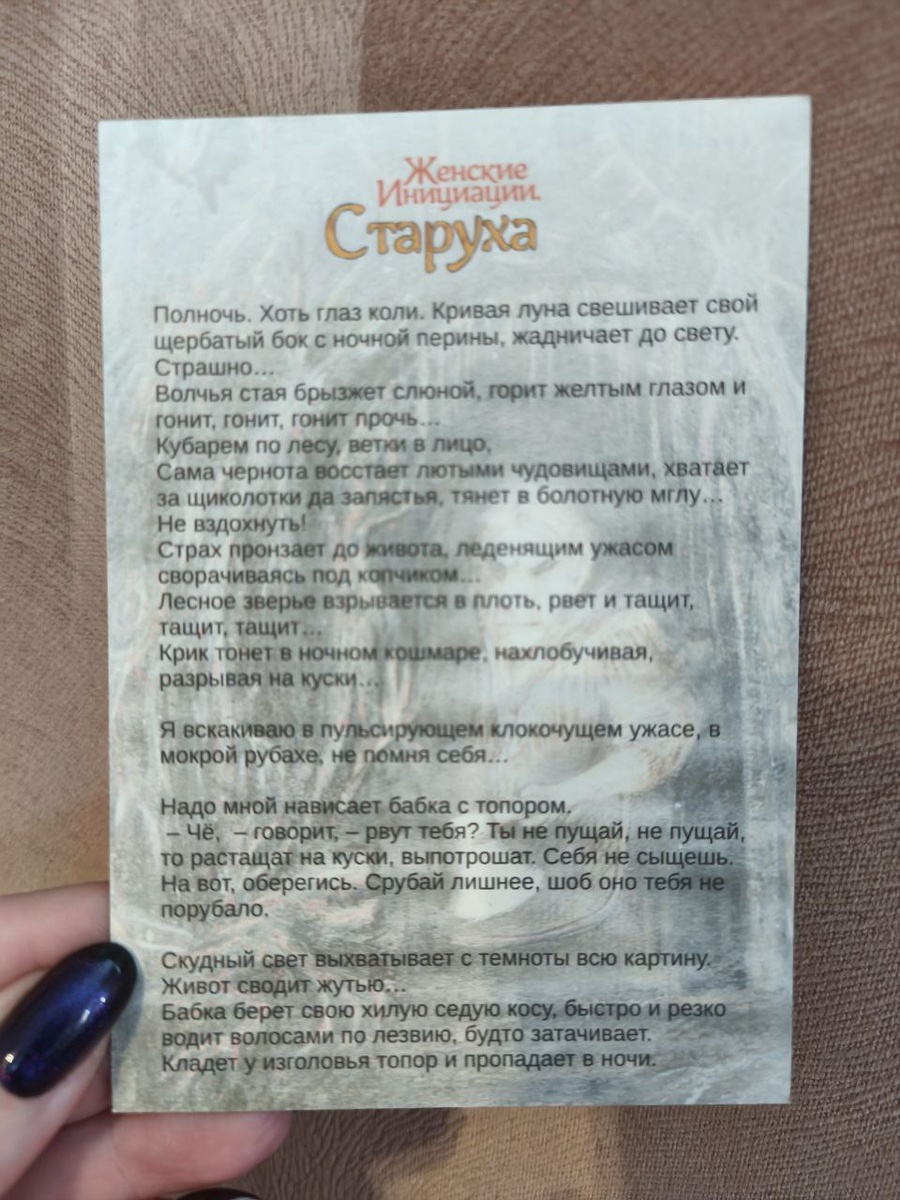 Женские
Инициации.
Старуха
Полночь. Хоть глаз коли. Кривая луна свешивает свой
щербатый бок с ночной перины, жадничает до свету.
Страшно...
Волчья стая брызжет слюной, горит желтым глазом и
гонит, гонит, гонит прочь...
Кубарем по лесу, ветки в лицо,
Сама чернота восстает лютыми чудовищами, хватает
за щиколотки да запястья, тянет в болотную мглу...
Не вздохнуть!
Страх пронзает до живота, леденящим ужасом
сворачиваясь под копчиком...
Лесное зверье взрывается в плоть, рвет и тащит,
тащит, тащит...
Крик тонет в ночном кошмаре, нахлобучивая,
разрывая на куски...
Я вскакиваю в пульсирующем клокочущем ужасе, в
мокрой рубахе, не помня себя...
Надо мной нависает бабка с топором.
– Чё, – говорит, – рвут тебя? Ты не пущай, не пущай,
то растащат на куски, выпотрошат. Себя не сыщешь.
На вот, оберегись. Срубай лишнее, шоб оно тебя не
порубало.
Скудный свет выхватывает с темноты всю картину.
Живот сводит жутью...
Бабка берет свою хилую седую косу, быстро и резко
водит волосами по лезвию, будто затачивает.
Кладет у изголовья топор и пропадает в ночи.